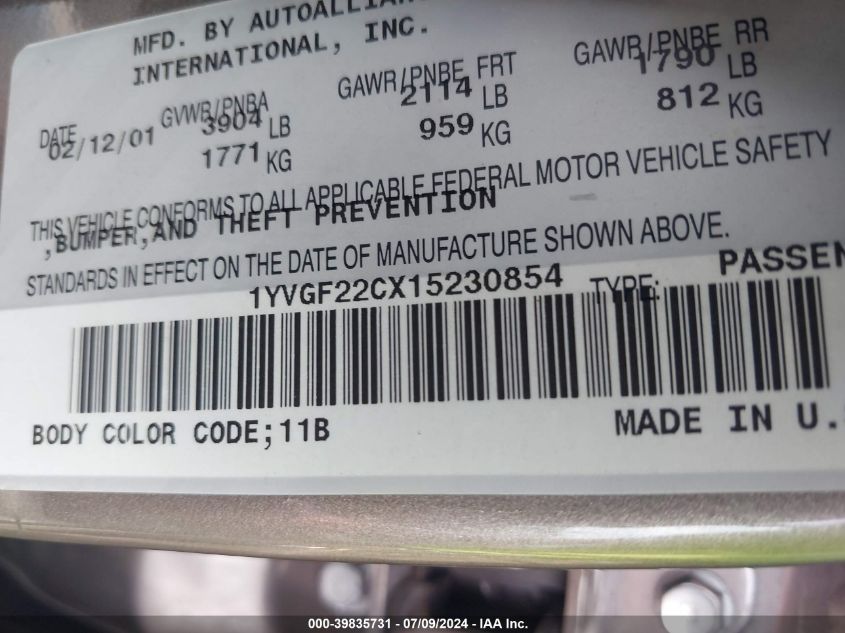 MFD. BY AUTOALLIANC
INTERNATIONAL, INC.
DATE GVWR/PNBA GAWR/PNBE FRT GAWR/PNBE RR
02/12/01 3904 LB 2114 LB 1790 LB
1771 KG 959 KG 812 KG
THIS VEHICLE CONFORMS TO ALL APPLICABLE FEDERAL MOTOR VEHICLE SAFETY
,BUMPER,AND THEFT PREVENTION
STANDARDS IN EFFECT ON THE DATE OF MANUFACTURE SHOWN ABOVE.
1YVGF22CX15230854 TYPE: PASSEN
BODY COLOR CODE;11B MADE IN U.S
000-39835731 - 07/09/2024 - IAA Inc.